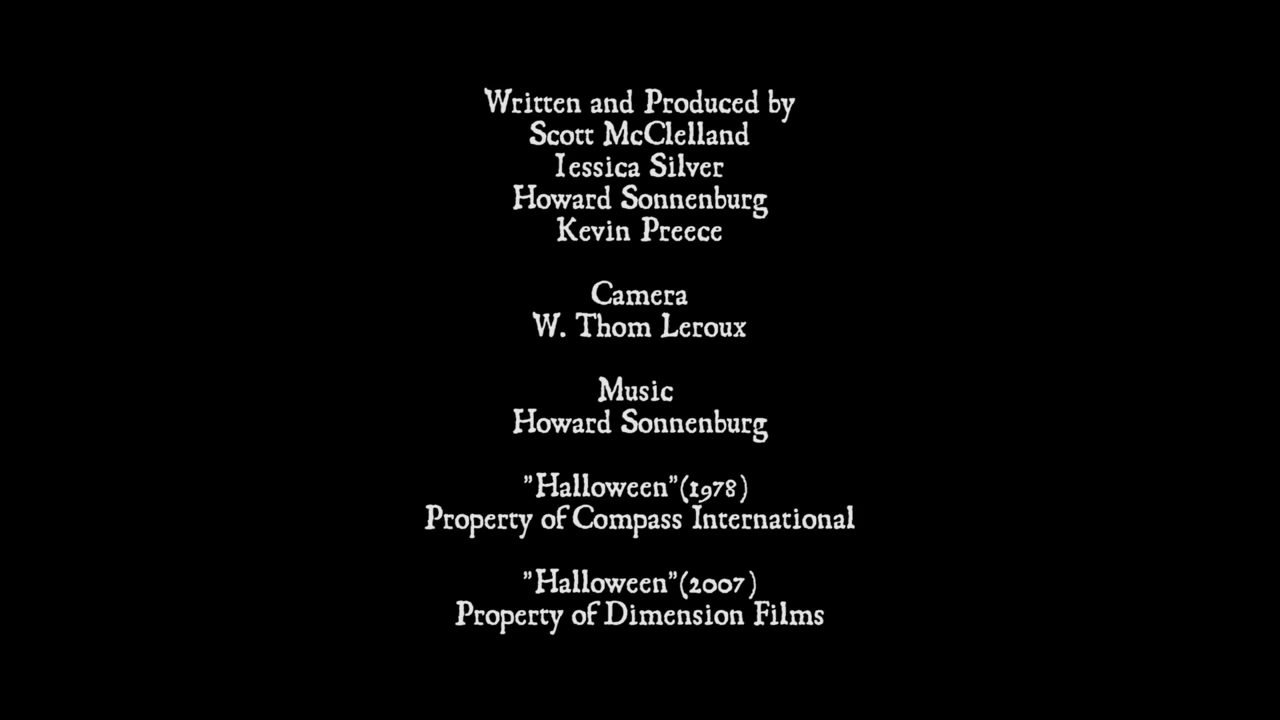 Written and Produced by
Scott McClelland
Iessica Silver
Howard Sonnenburg
Kevin Preece
Camera
W. Thom Leroux
Music
Howard Sonnenburg
"Halloween"(1978)
Property of Compass International
"Halloween"(2007)
Property of Dimension Films